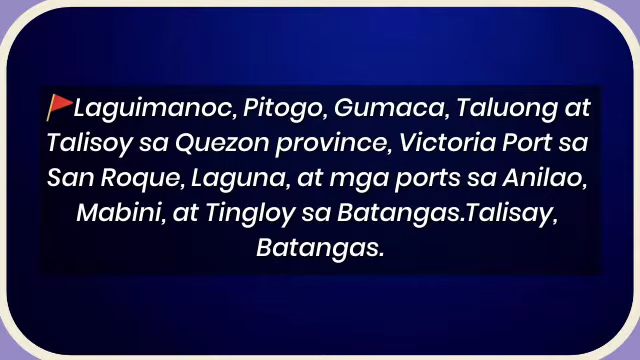 🚩Laguimanoc, Pitogo, Gumaca, Taluong at
Talisoy sa Quezon province, Victoria Port sa
San Roque, Laguna, at mga ports sa Anilao,
Mabini, at Tingloy sa Batangas.Talisay,
Batangas.